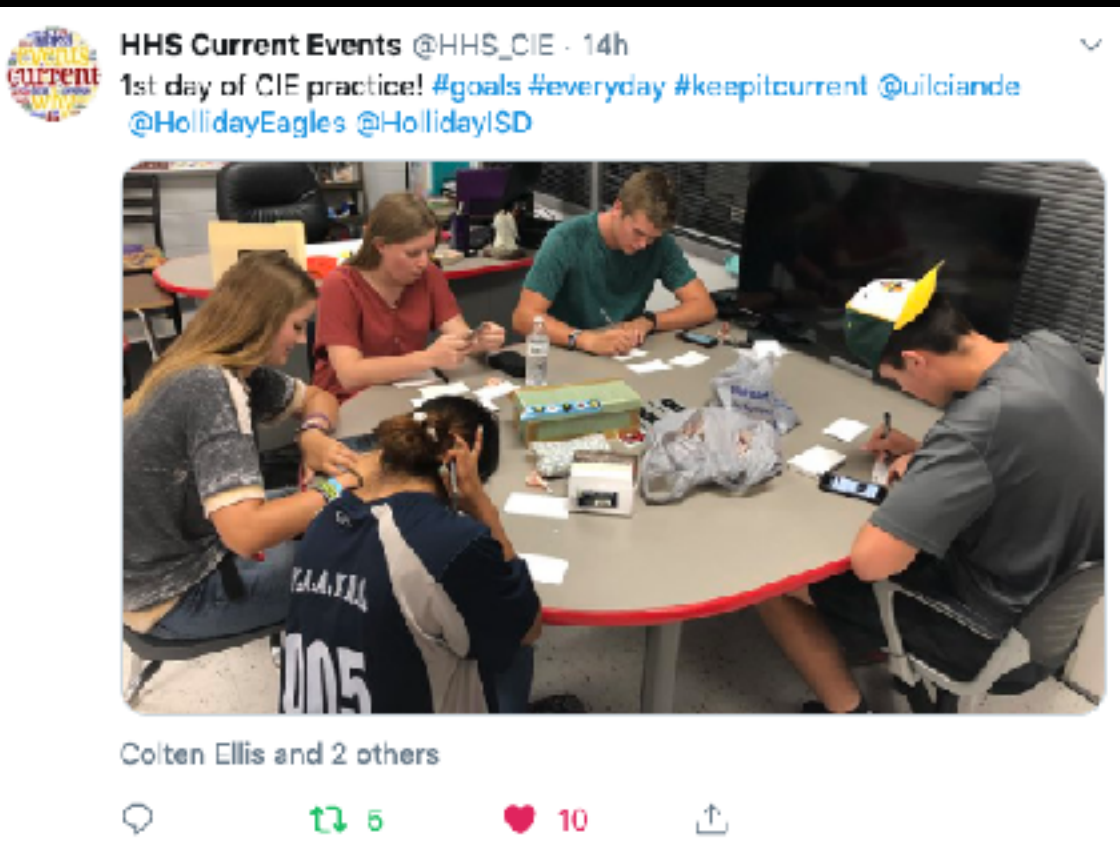 current
HHS Current Events @HHS_CIE · 14h
1st day of CIE practice! #goals #everyday #keepitcurrent @uilciande
@HollidayEagles @HollidayISD
Colten Ellis and 2 others
5
10